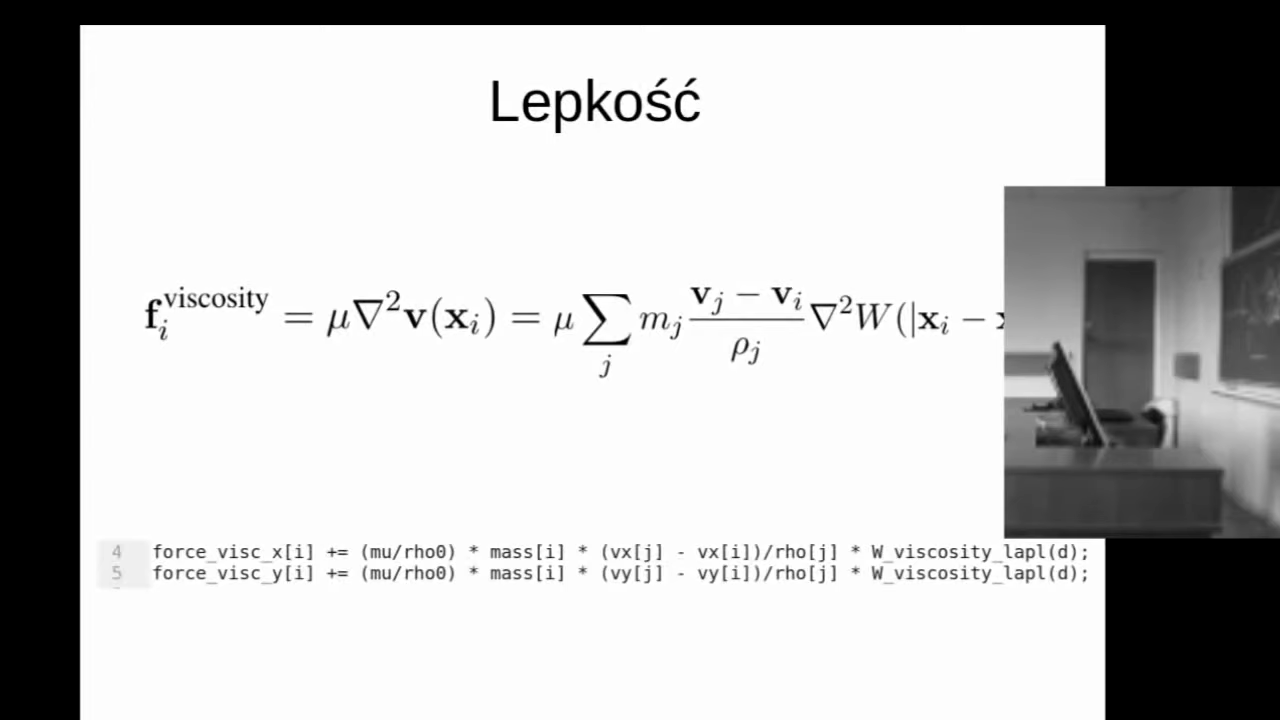 Lepkość
f_i^viscosity = μ∇²v(x_i) = μ ∑_j m_j (v_j − v_i)/ρ_j ∇²W(|x_i −
4 force_visc_x[i] += (mu/rho0) * mass[i] * (vx[j] - vx[i])/rho[j] * W_viscosity_lapl(d);
5 force_visc_y[i] += (mu/rho0) * mass[i] * (vy[j] - vy[i])/rho[j] * W_viscosity_lapl(d);